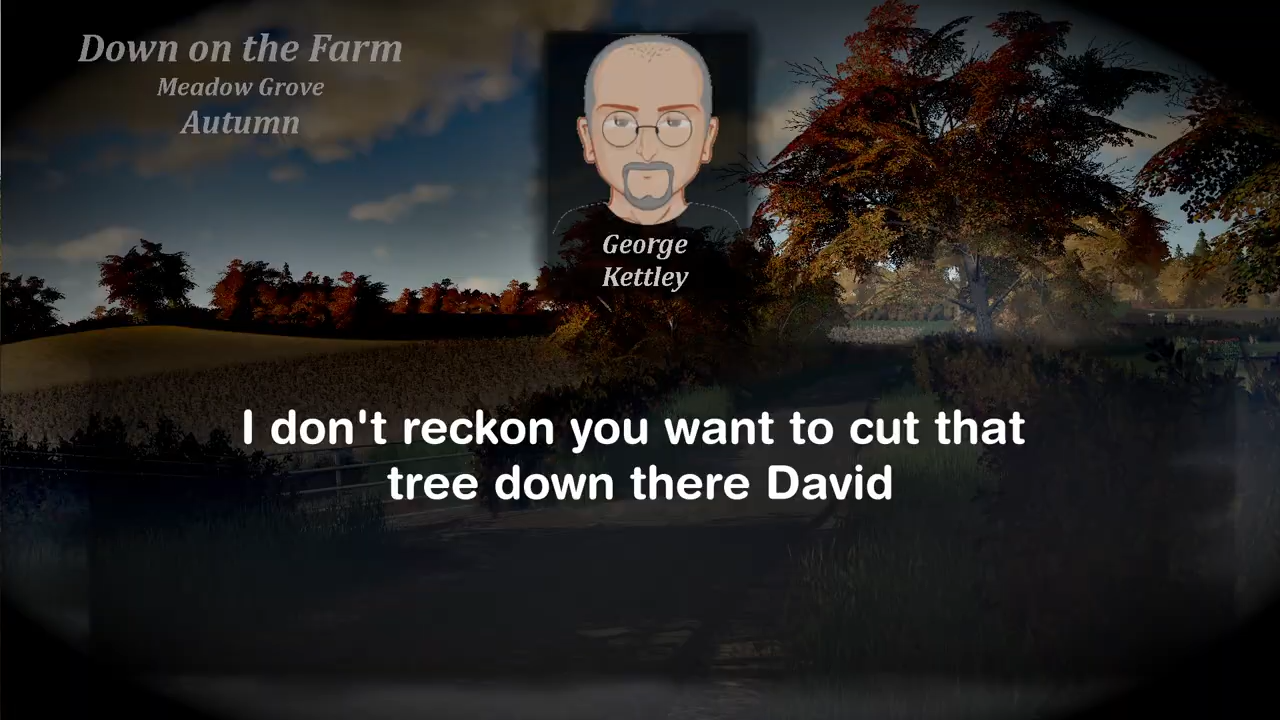 Down on the Farm
Meadow Grove
Autumn
George
Kettley
I don't reckon you want to cut that
tree down there David